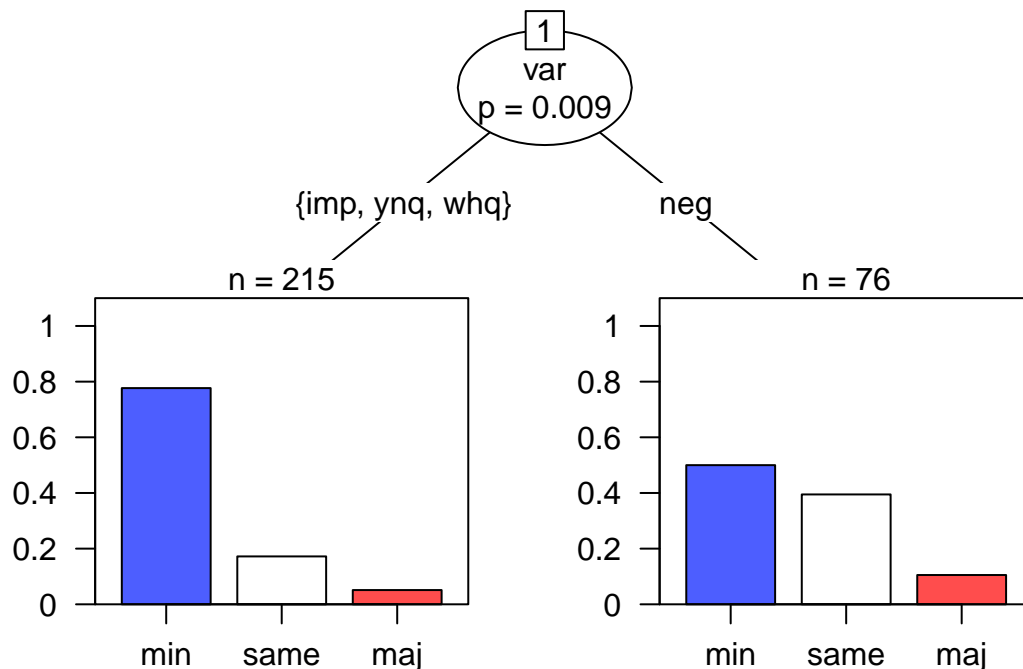 1
var
p = 0.009
{imp, ynq, whq}
neg
n = 215
1
0.8
0.6
0.4
0.2
0
min same maj
n = 76
1
0.8
0.6
0.4
0.2
0
min same maj